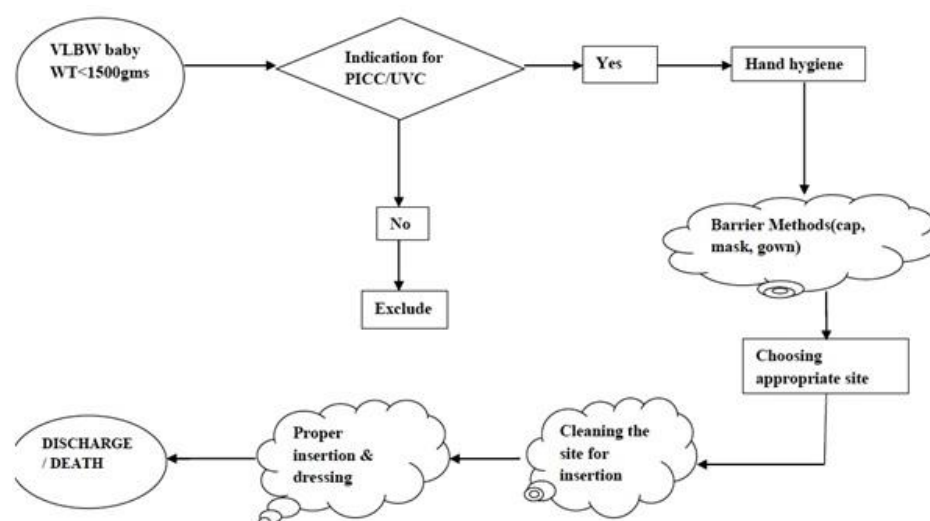 VLBW baby
WT<1500gms
Indication for
PICC/UVC
Yes
Hand hygiene
No
Exclude
Barrier Methods(cap,
mask, gown)
Choosing
appropriate site
Cleaning the
site for
insertion
Proper
insertion &
dressing
DISCHARGE
/ DEATH